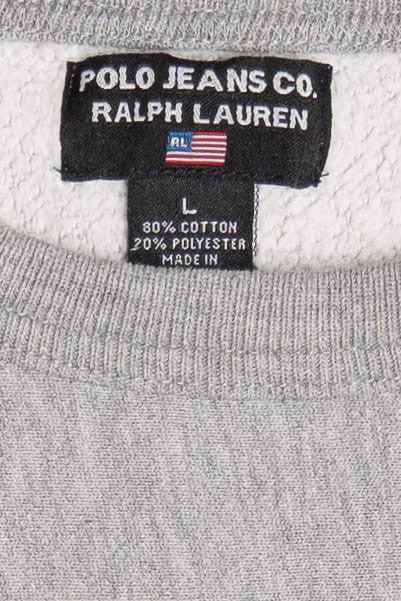 POLO JEANS CO.
RALPH LAUREN
RL
L
80% COTTON
20% POLYESTER
MADE IN